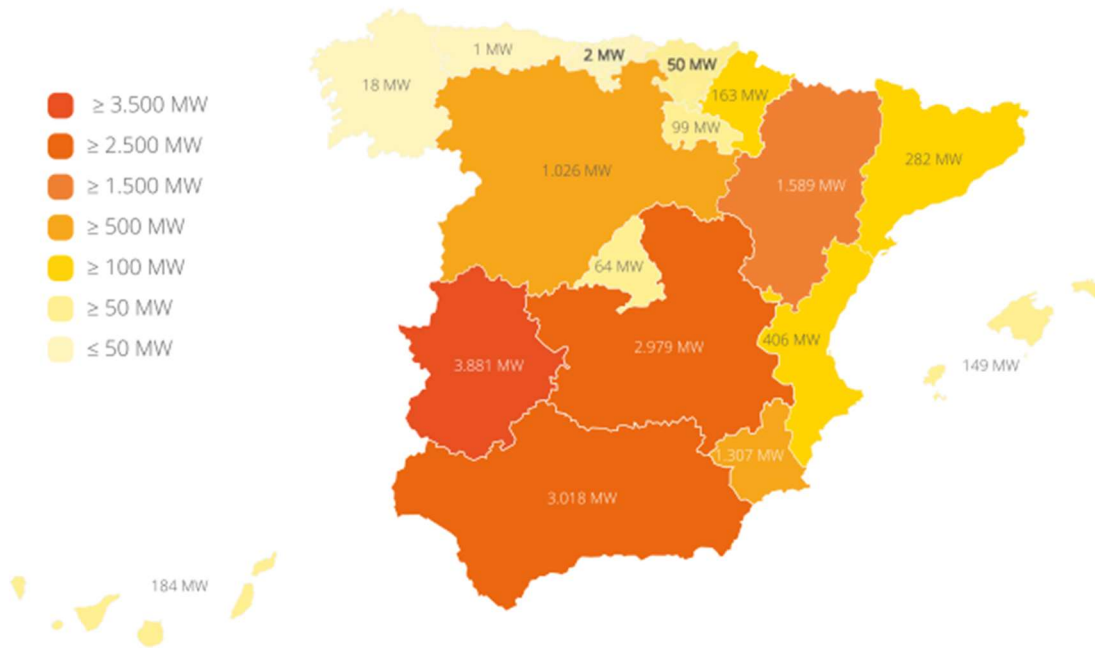 ≥ 3.500 MW
≥ 2.500 MW
≥ 1.500 MW
≥ 500 MW
≥ 100 MW
≥ 50 MW
≤ 50 MW
18 MW
1 MW
2 MW
50 MW
163 MW
99 MW
282 MW
1.026 MW
1.589 MW
64 MW
3.881 MW
2.979 MW
406 MW
149 MW
1.307 MW
3.018 MW
184 MW